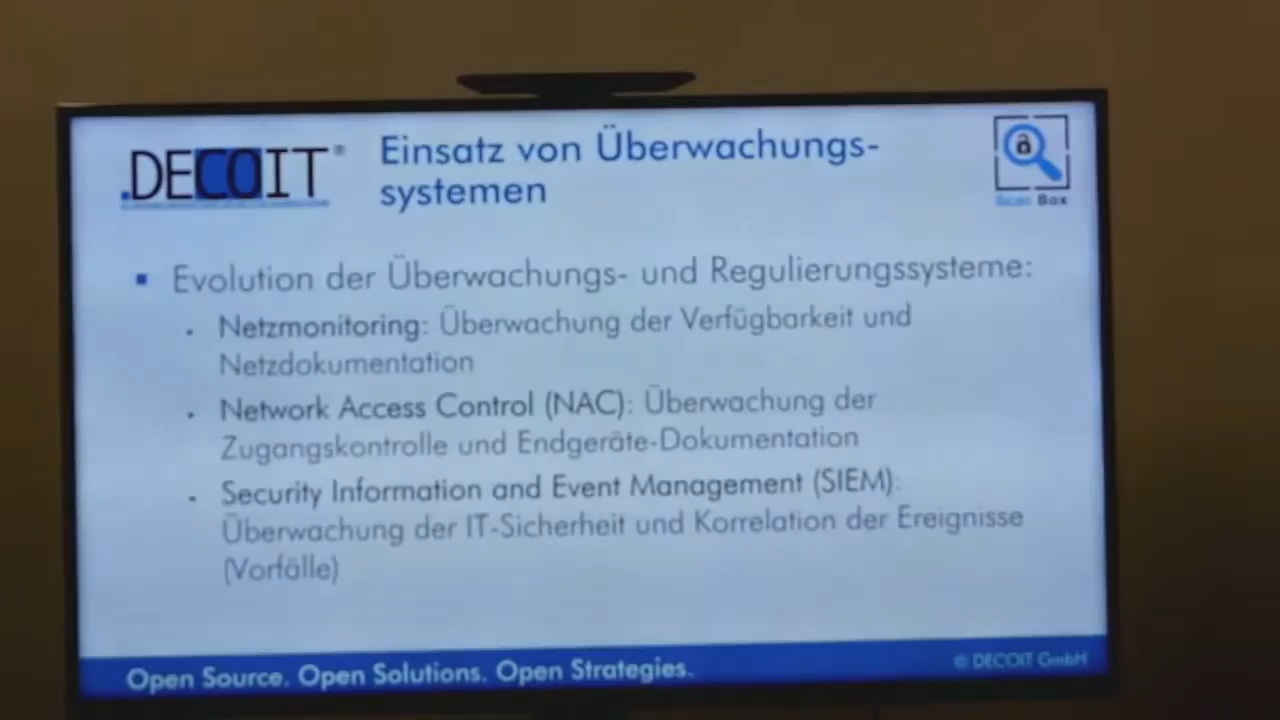 .DECOIT®
Einsatz von Überwachungs-
systemen
Scan Box
Evolution der Überwachungs- und Regulierungssysteme:
Netzmonitoring: Überwachung der Verfügbarkeit und
Netzdokumentation
Network Access Control (NAC): Überwachung der
Zugangskontrolle und Endgeräte-Dokumentation
Security Information and Event Management (SIEM):
Überwachung der IT-Sicherheit und Korrelation der Ereignisse
(Vorfälle)
Open Source. Open Solutions. Open Strategies.
© DECOIT GmbH